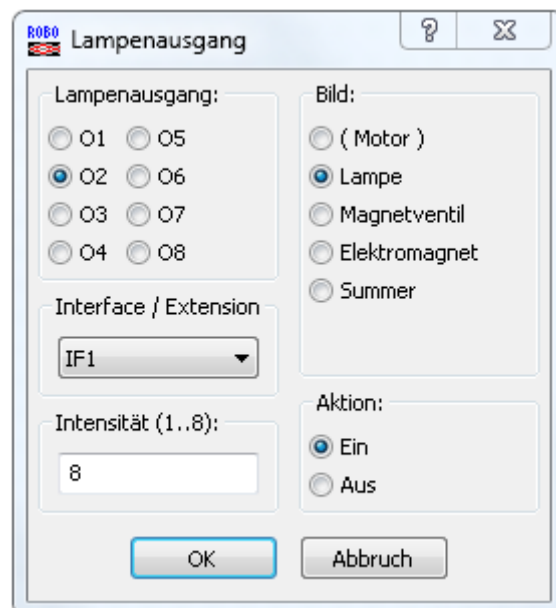 ROBO Lampenausgang
Lampenausgang:
O1 O5
O2 O6
O3 O7
O4 O8
Interface / Extension
IF1
Intensität (1..8):
8
Bild:
( Motor )
Lampe
Magnetventil
Elektromagnet
Summer
Aktion:
Ein
Aus
OK Abbruch